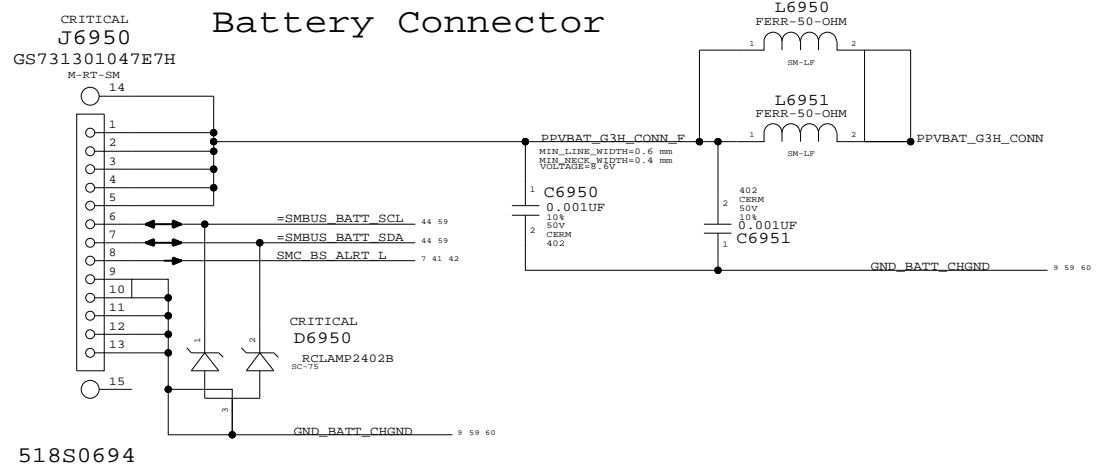 Battery Connector
CRITICAL
J6950
GS731301047E7H
M-RT-SM
14
1
2
3
4
5
6
7
8
9
10
11
12
13
15
518S0694
=SMBUS_BATT_SCL 44 59
=SMBUS_BATT_SDA 44 59
SMC_BS_ALRT_L 7 41 42
CRITICAL
D6950
RCLAMP2402B
SC-75
1
2
3
GND_BATT_CHGND 9 59 60
PPVBAT_G3H_CONN_F
MIN_LINE_WIDTH=0.6 mm
MIN_NECK_WIDTH=0.4 mm
VOLTAGE=8.6V
1
C6950
0.001UF
10%
50V
CERM
402
2
L6950
FERR-50-OHM
1 2
SM-LF
L6951
FERR-50-OHM
1 2
SM-LF
PPVBAT_G3H_CONN
402
CERM
50V
10%
0.001UF
C6951
2
1
GND_BATT_CHGND 9 59 60